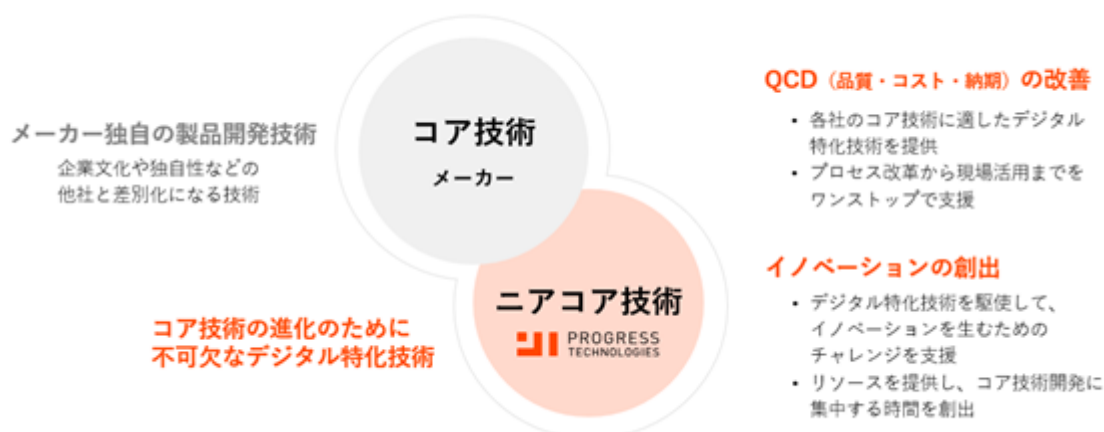 メーカー独自の製品開発技術
企業文化や独自性などの
他社と差別化になる技術
コア技術
メーカー
コア技術の進化のために
不可欠なデジタル特化技術
ニアコア技術
PROGRESS
TECHNOLOGIES
QCD（品質・コスト・納期）の改善
• 各社のコア技術に適したデジタル
特化技術を提供
• プロセス改革から現場活用までを
ワンストップで支援
イノベーションの創出
• デジタル特化技術を駆使して、
イノベーションを生むための
チャレンジを支援
• リソースを提供し、コア技術開発に
集中する時間を創出